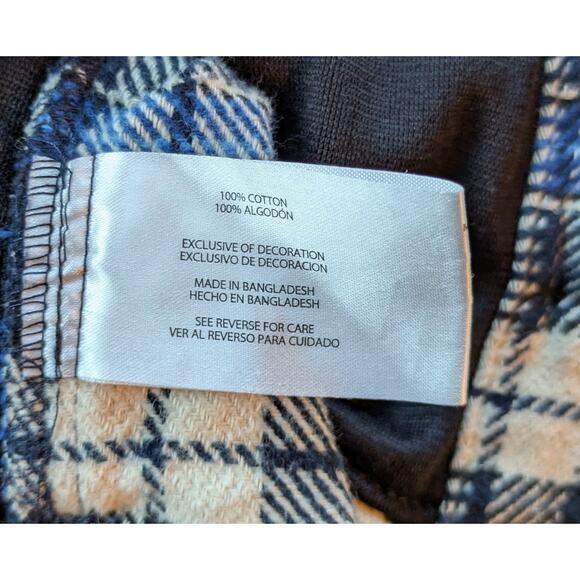 100% COTTON
100% ALGODÓN
EXCLUSIVE OF DECORATION
EXCLUSIVO DE DECORACION
MADE IN BANGLADESH
HECHO EN BANGLADESH
SEE REVERSE FOR CARE
VER AL REVERSO PARA CUIDADO